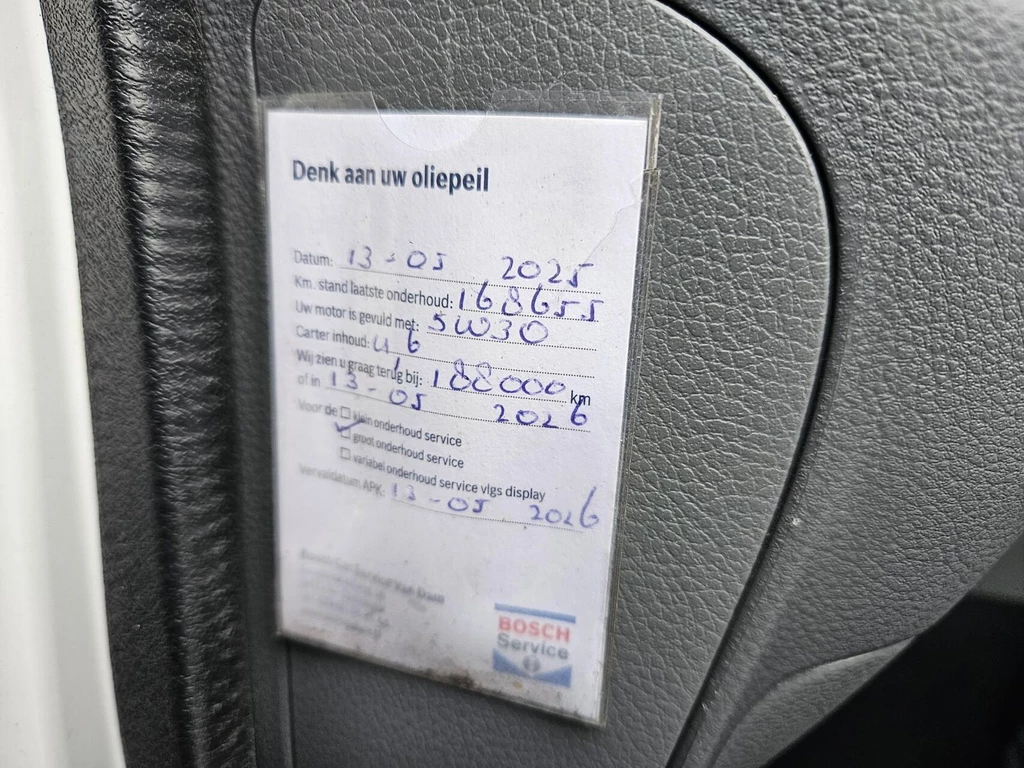 Denk aan uw oliepeil
Datum: 13-05 2025
Km. stand laatste onderhoud: 168655
Uw motor is gevuld met: 5W30
Carter inhoud: 4,6
Wij zien u graag terug bij: 188000 km
of in 13-05 2026
Voor de □ klein onderhoud service
☑ groot onderhoud service
□ variabel onderhoud service vlgs display
Vervaldatum APK: 13-05 2026
Van Dam
BOSCH
Service